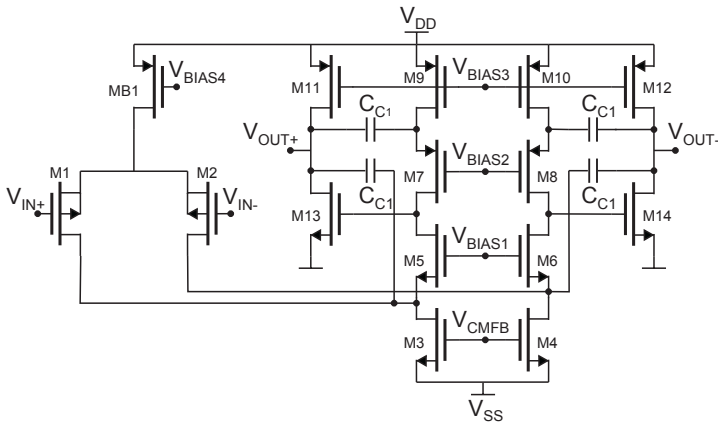 VDD
VBIAS4
MB1
M11
M9
VBIAS3
M10
M12
CC1
CC1
VOUT+
VOUT-
M1
M2
M7
VBIAS2
M8
CC1
CC1
VIN+
VIN-
M13
M14
M5
VBIAS1
M6
M3
VCMFB
M4
VSS